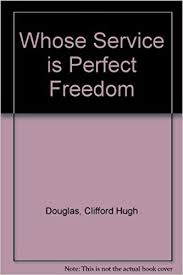 Whose Service
is Perfect
Freedom
Douglas, Clifford Hugh
Note: This is not the actual book cover